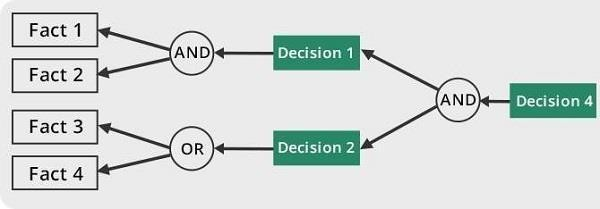 Fact 1
AND
Decision 1
Fact 2
AND
Decision 4
Fact 3
OR
Decision 2
Fact 4